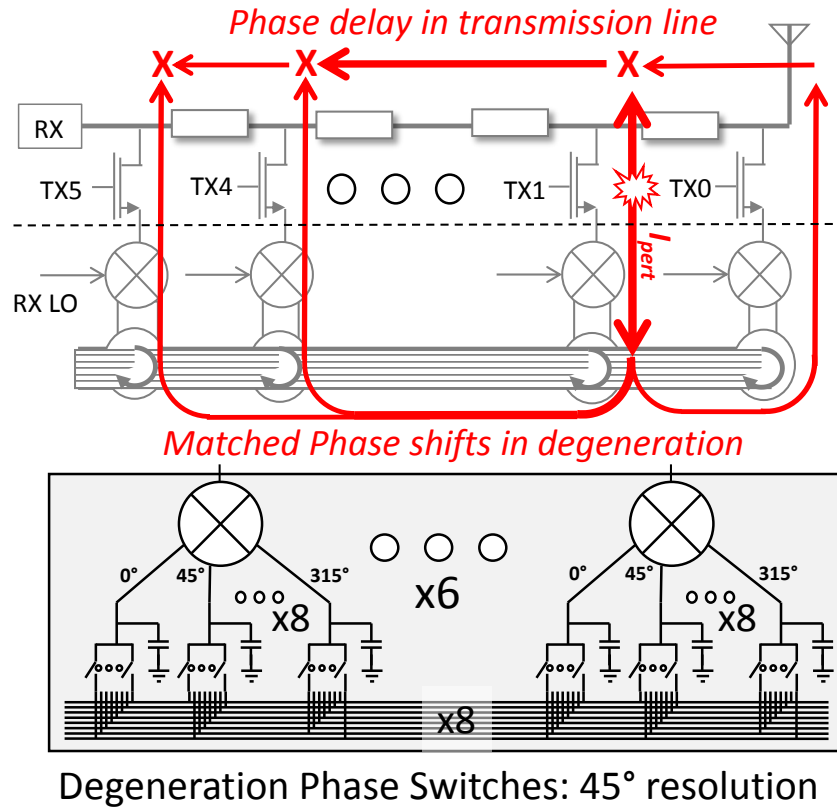 Phase delay in transmission line
X X X
RX
TX5 TX4 TX1 TX0
I pert
RX LO
Matched Phase shifts in degeneration
0° 45° 315° 0° 45° 315°
x8 x6 x8
x8
Degeneration Phase Switches: 45° resolution